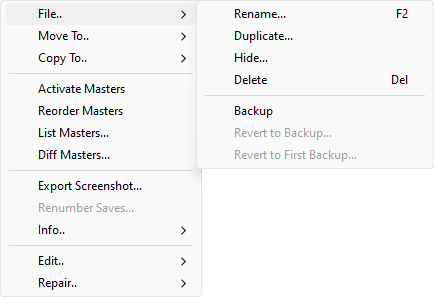 File..
Move To..
Copy To..
Activate Masters
Reorder Masters
List Masters...
Diff Masters...
Export Screenshot...
Renumber Saves...
Info..
Edit..
Repair..
Rename... F2
Duplicate...
Hide...
Delete Del
Backup
Revert to Backup...
Revert to First Backup...